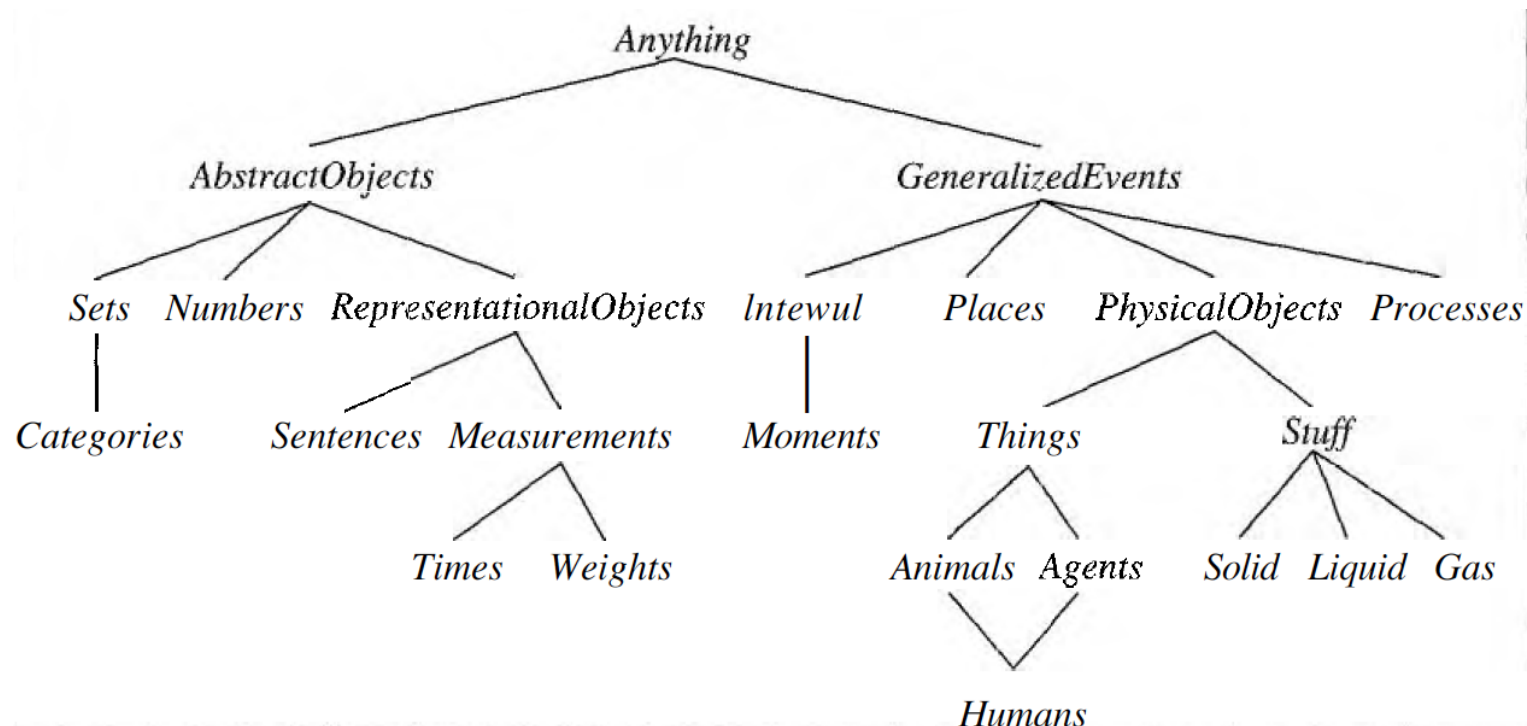 Anything
AbstractObjects GeneralizedEvents
Sets Numbers RepresentationalObjects lntewul Places PhysicalObjects Processes
Categories Sentences Measurements Moments Things Stuff
Times Weights Animals Agents Solid Liquid Gas
Humans